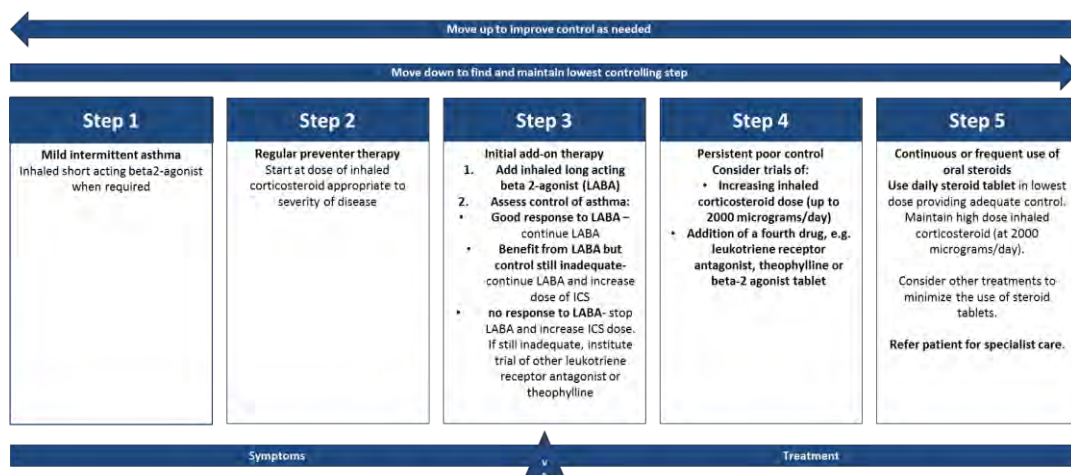 Move up to improve control as needed
Move down to find and maintain lowest controlling step
Step 1
Mild intermittent asthma
Inhaled short acting beta2-agonist
when required
Step 2
Regular preventer therapy
Start at dose of inhaled
corticosteroid appropriate to
severity of disease
Step 3
Initial add-on therapy
1. Add inhaled long acting
beta 2-agonist (LABA)
2. Assess control of asthma:
• Good response to LABA –
continue LABA
• Benefit from LABA but
control still inadequate-
continue LABA and increase
dose of ICS
• no response to LABA- stop
LABA and increase ICS dose.
If still inadequate, institute
trial of other leukotriene
receptor antagonist or
theophylline
Step 4
Persistent poor control
Consider trials of:
• Increasing inhaled
corticosteroid dose (up to
2000 micrograms/day)
• Addition of a fourth drug, e.g.
leukotriene receptor
antagonist, theophylline or
beta-2 agonist tablet
Step 5
Continuous or frequent use of
oral steroids
Use daily steroid tablet in lowest
dose providing adequate control.
Maintain high dose inhaled
corticosteroid (at 2000
micrograms/day).
Consider other treatments to
minimize the use of steroid
tablets.
Refer patient for specialist care.
Symptoms
v
Treatment